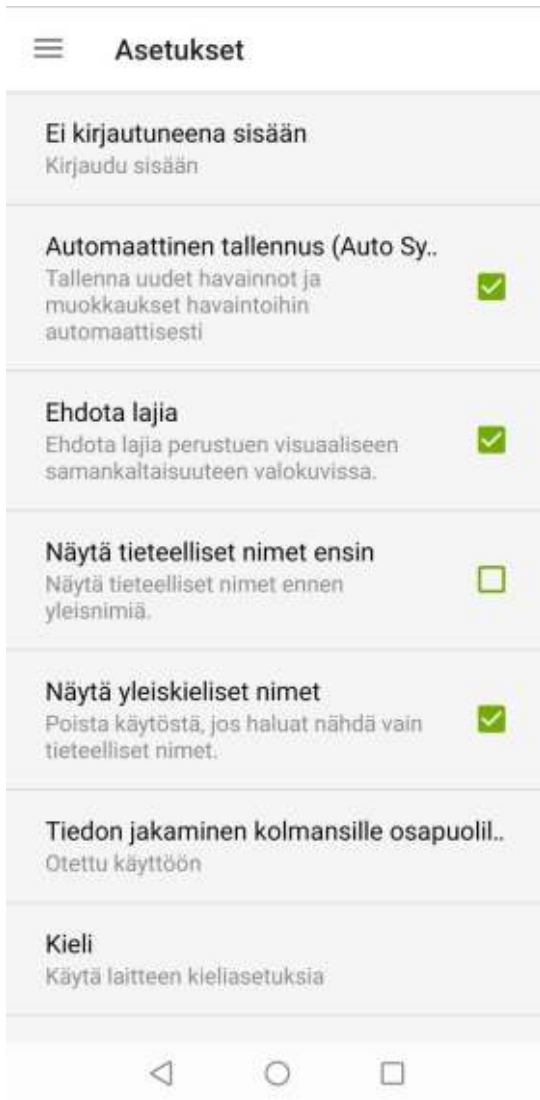 Asetukset
Ei kirjautuneena sisään
Kirjaudu sisään
Automaattinen tallennus (Auto Sy..
Tallenna uudet havainnot ja
muokkaukset havaintoihin
automaattisesti
Ehdota lajia
Ehdota lajia perustuen visuaaliseen
samankaltaisuuteen valokuvissa.
Näytä tieteelliset nimet ensin
Näytä tieteelliset nimet ennen
yleisnimiä.
Näytä yleiskieliset nimet
Poista käytöstä, jos haluat nähdä vain
tieteelliset nimet.
Tiedon jakaminen kolmansille osapuolil..
Otettu käyttöön
Kieli
Käytä laitteen kieliasetuksia